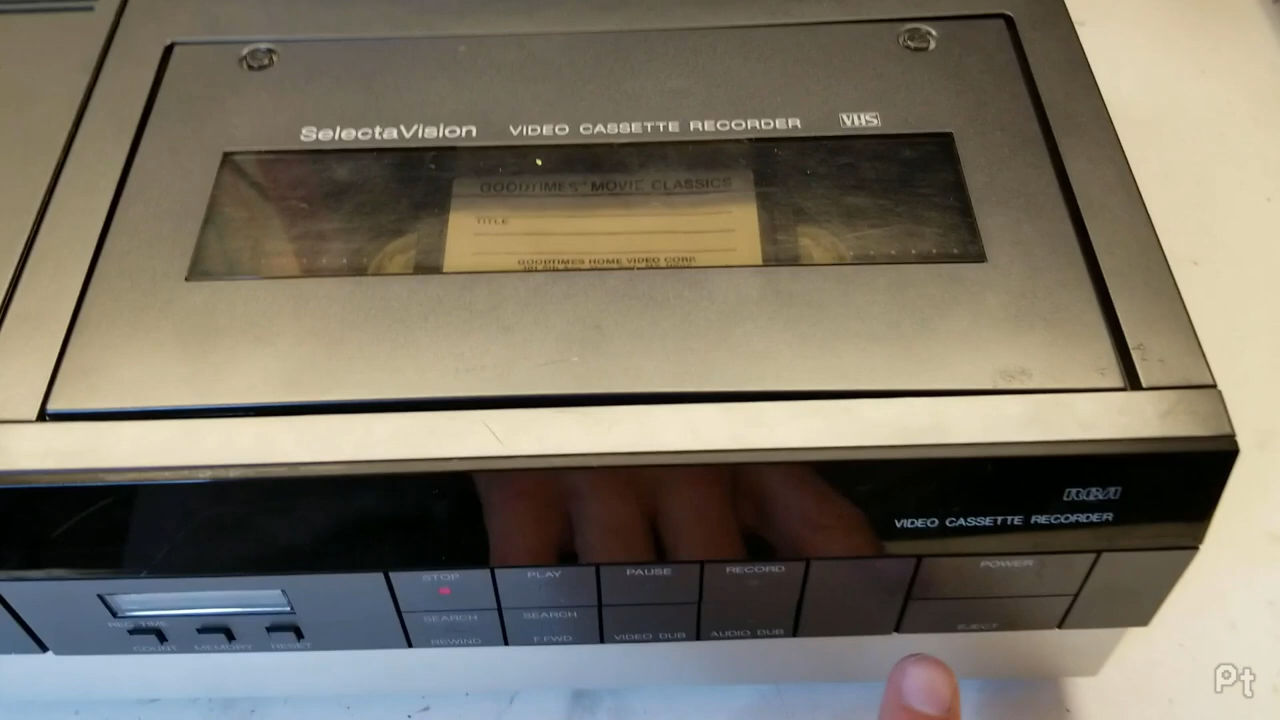 SelectaVision VIDEO CASSETTE RECORDER VHS
GOODTIMES™ MOVIE CLASSICS
TITLE
GOODTIMES HOME VIDEO CORP.
RCA
VIDEO CASSETTE RECORDER
STOP PLAY PAUSE RECORD POWER
REC TIME
SEARCH SEARCH
REWIND F.FWD VIDEO DUB AUDIO DUB EJECT
COUNT MEMORY RESET
Pt